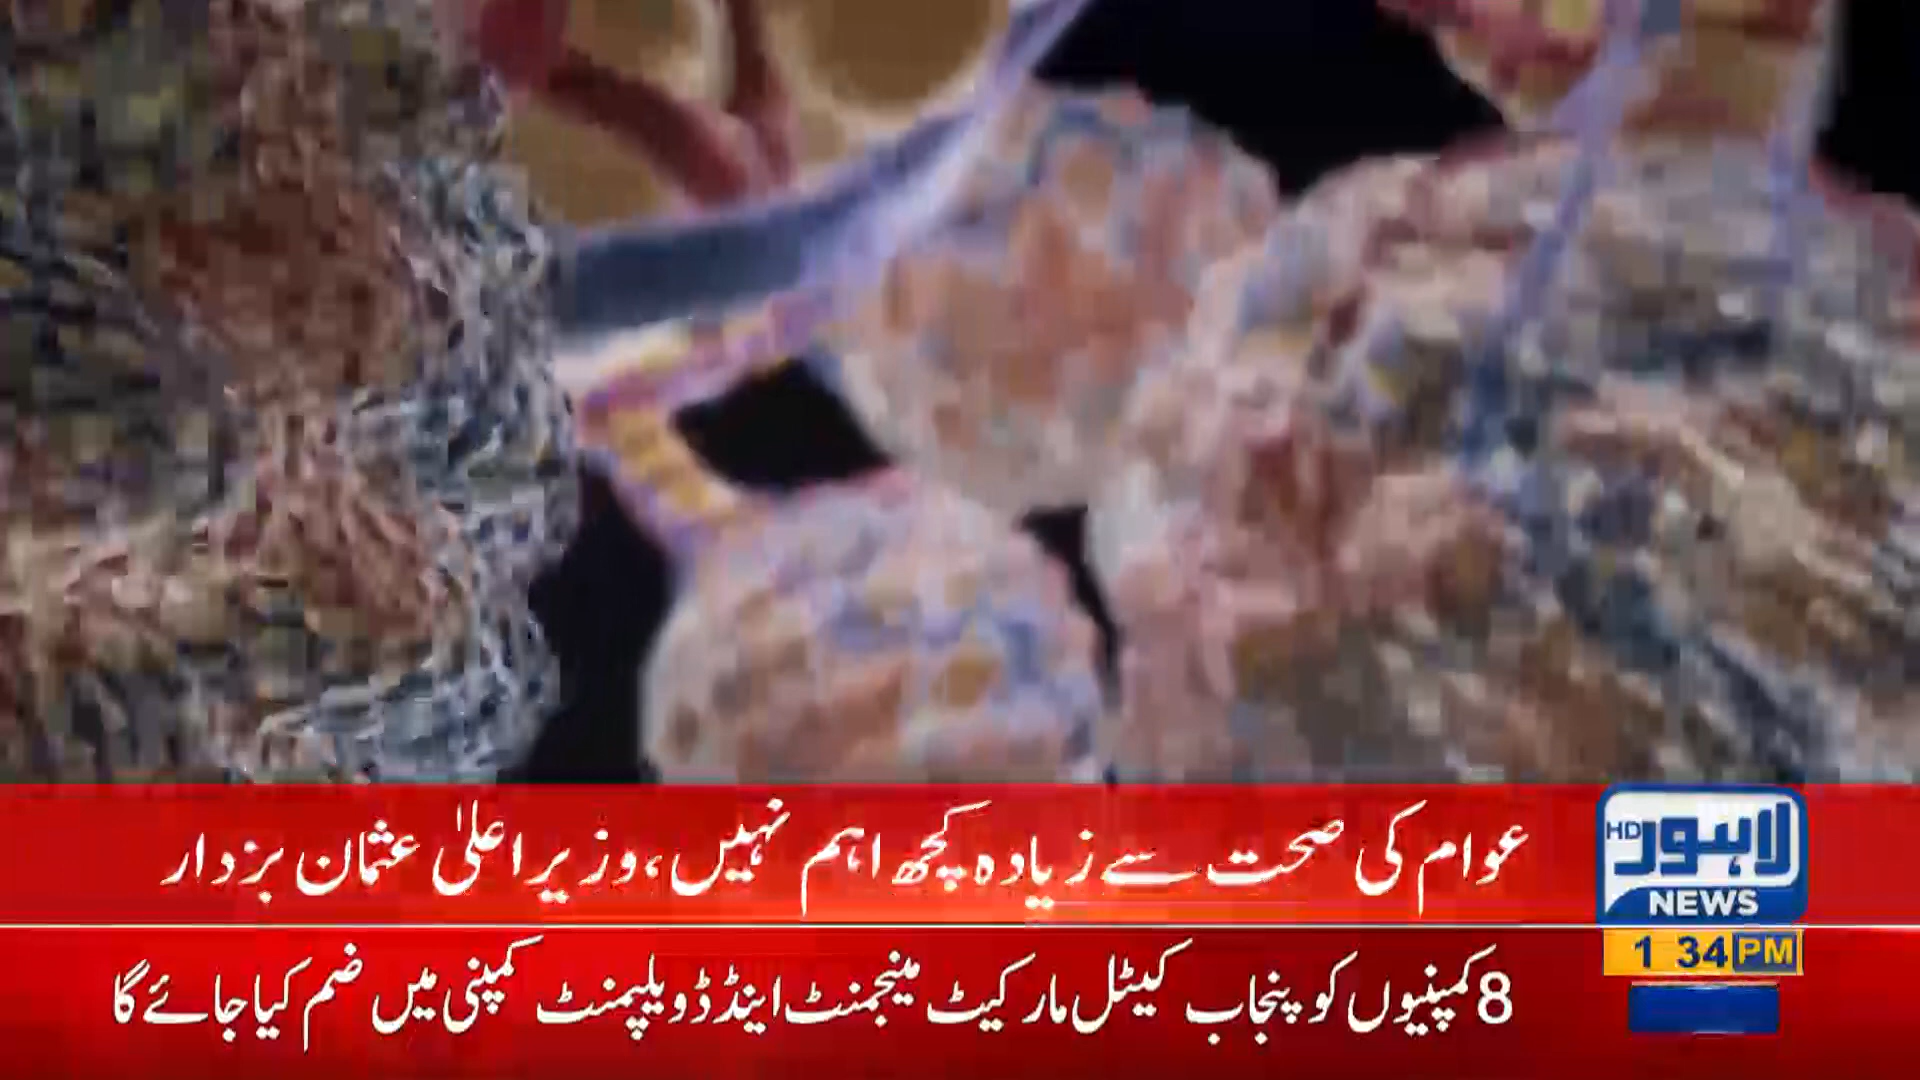 عوام کی صحت سے زیادہ کچھ اہم نہیں، وزیراعلیٰ عثمان بزدار
8 کمپنیوں کو پنجاب کیٹل مارکیٹ مینجمنٹ اینڈ ڈویلپمنٹ کمپنی میں ضم کیا جائے گا
لاہور HD
NEWS
1 34 PM